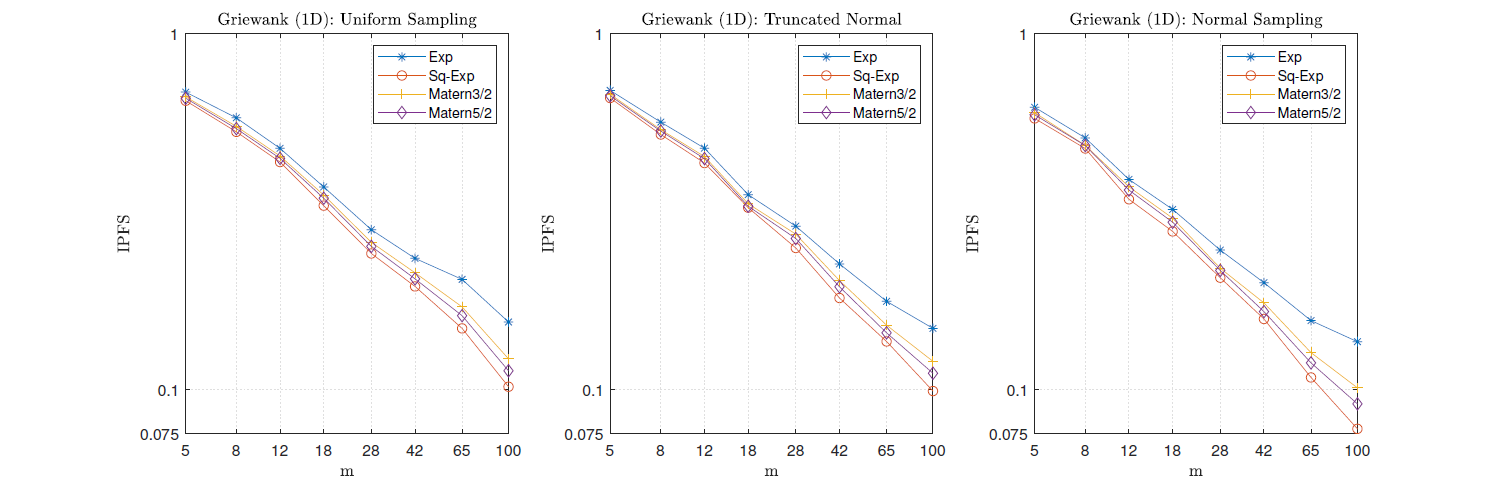 Griewank (1D): Uniform Sampling
1
0.1
0.075
IPFS
5 8 12 18 28 42 65 100
m
Exp
Sq-Exp
Matern3/2
Matern5/2
Griewank (1D): Truncated Normal
1
0.1
0.075
IPFS
5 8 12 18 28 42 65 100
m
Exp
Sq-Exp
Matern3/2
Matern5/2
Griewank (1D): Normal Sampling
1
0.1
0.075
IPFS
5 8 12 18 28 42 65 100
m
Exp
Sq-Exp
Matern3/2
Matern5/2